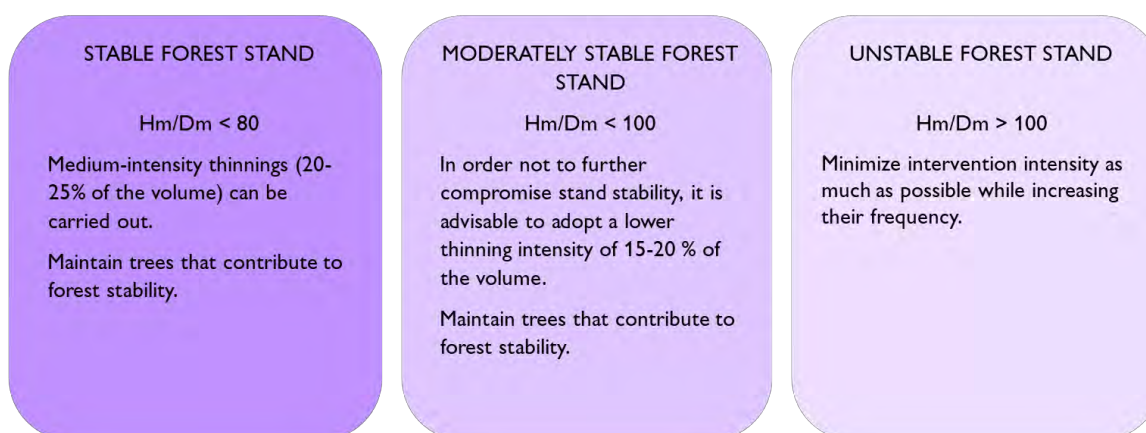 STABLE FOREST STAND
Hm/Dm < 80
Medium-intensity thinnings (20-
25% of the volume) can be
carried out.
Maintain trees that contribute to
forest stability.
MODERATELY STABLE FOREST
STAND
Hm/Dm < 100
In order not to further
compromise stand stability, it is
advisable to adopt a lower
thinning intensity of 15-20 % of
the volume.
Maintain trees that contribute to
forest stability.
UNSTABLE FOREST STAND
Hm/Dm > 100
Minimize intervention intensity as
much as possible while increasing
their frequency.